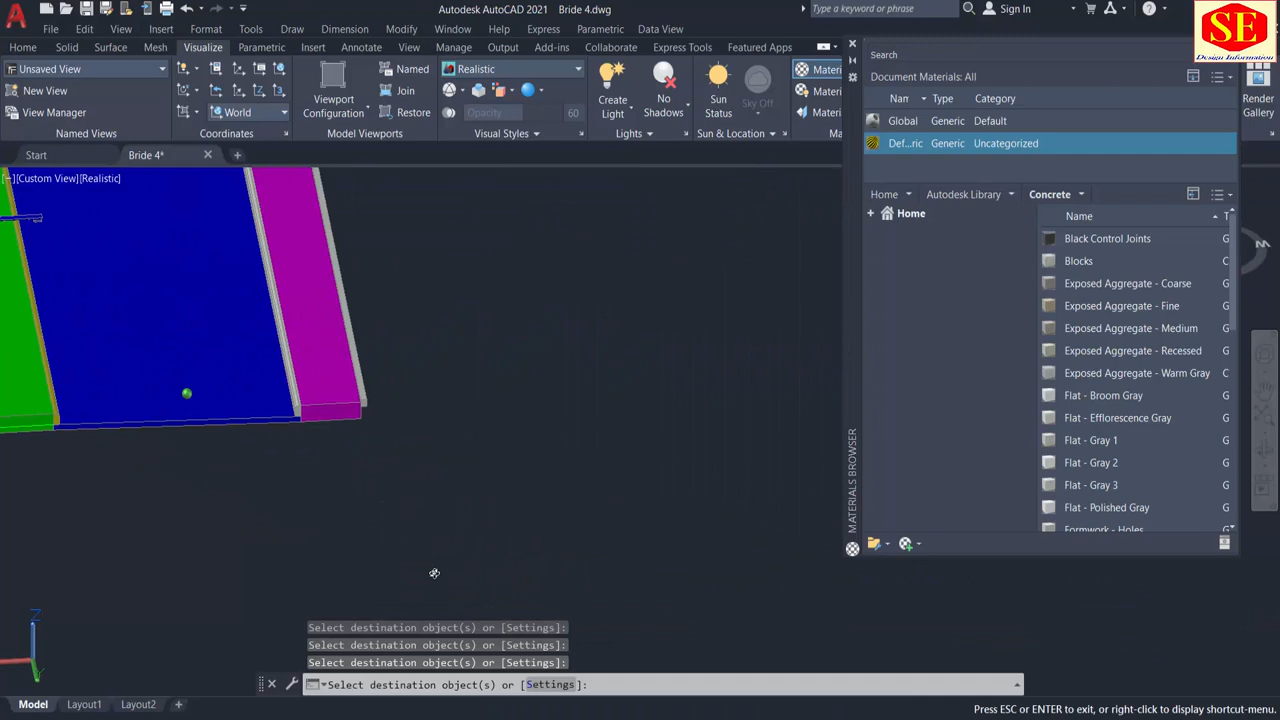 Autodesk AutoCAD 2021 Bride 4.dwg
Type a keyword or phrase
Sign In
SE
Design Information
File Edit View Insert Format Tools Draw Dimension Modify Window Help Express Parametric Data View
Home Solid Surface Mesh Visualize Parametric Insert Annotate View Manage Output Add-ins Collaborate Express Tools Featured Apps
Unsaved View
New View
View Manager
Named Views
World
Coordinates
Viewport
Configuration
Named
Join
Restore
Model Viewports
Realistic
Opacity 60
Visual Styles
Create
Light
No
Shadows
Lights
Sun
Status
Sky Off
Sun & Location
Materi
Materi
Materi
Render
Gallery
Start
Bride 4*
[−][Custom View][Realistic]
Search
Document Materials: All
Nam Type Category
Global Generic Default
Def...ric Generic Uncategorized
Home Autodesk Library Concrete
Home
Name T
Black Control Joints G
Blocks C
Exposed Aggregate - Coarse G
Exposed Aggregate - Fine G
Exposed Aggregate - Medium G
Exposed Aggregate - Recessed G
Exposed Aggregate - Warm Gray C
Flat - Broom Gray G
Flat - Efflorescence Gray G
Flat - Gray 1 G
Flat - Gray 2 G
Flat - Gray 3 G
Flat - Polished Gray G
Formwork - Holes
MATERIALS BROWSER
W
Z
Y
Select destination object(s) or [Settings]:
Select destination object(s) or [Settings]:
Select destination object(s) or [Settings]:
Select destination object(s) or [Settings]:
Model Layout1 Layout2
Press ESC or ENTER to exit, or right-click to display shortcut-menu.